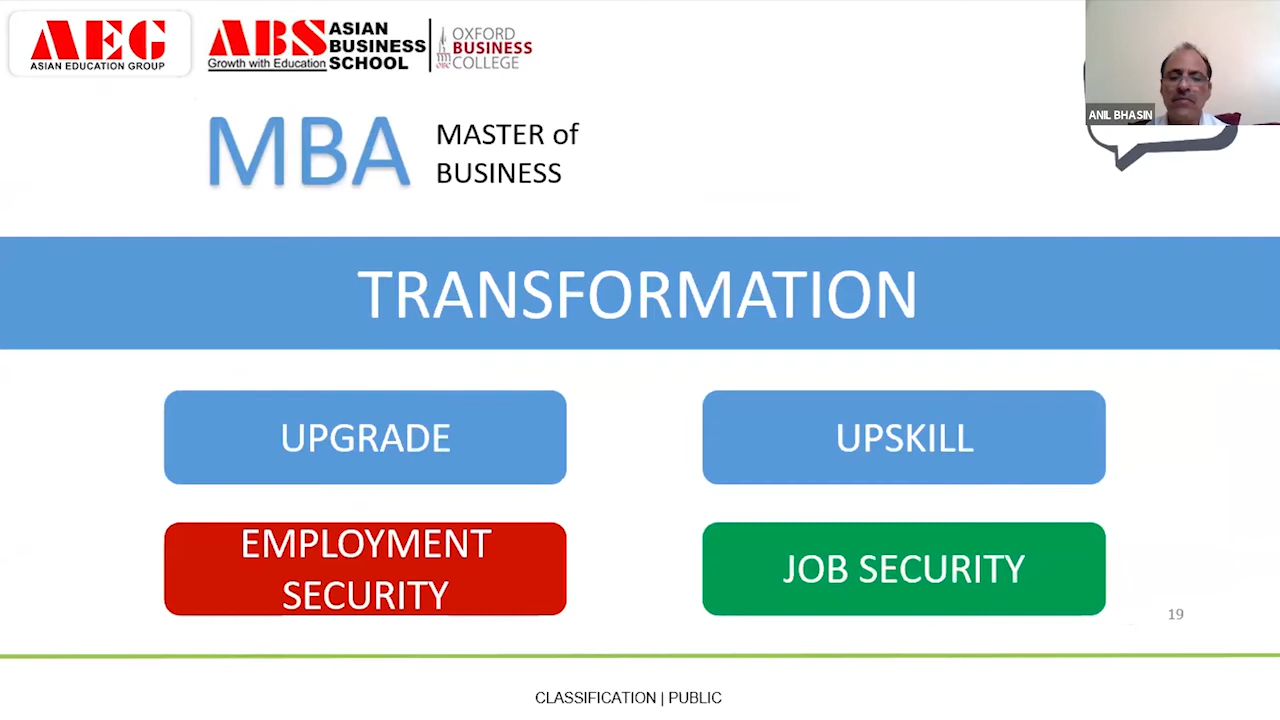 AEG
ASIAN EDUCATION GROUP
ABS
Growth with Education
ASIAN
BUSINESS
SCHOOL
OXFORD
BUSINESS
COLLEGE
ANIL BHASIN
MBA
MASTER of
BUSINESS
TRANSFORMATION
UPGRADE
UPSKILL
EMPLOYMENT
SECURITY
JOB SECURITY
19
CLASSIFICATION | PUBLIC